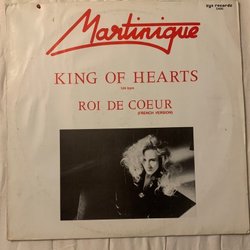 Martinique
KING OF HEARTS
ROI DE COEUR
(FRENCH VERSION)